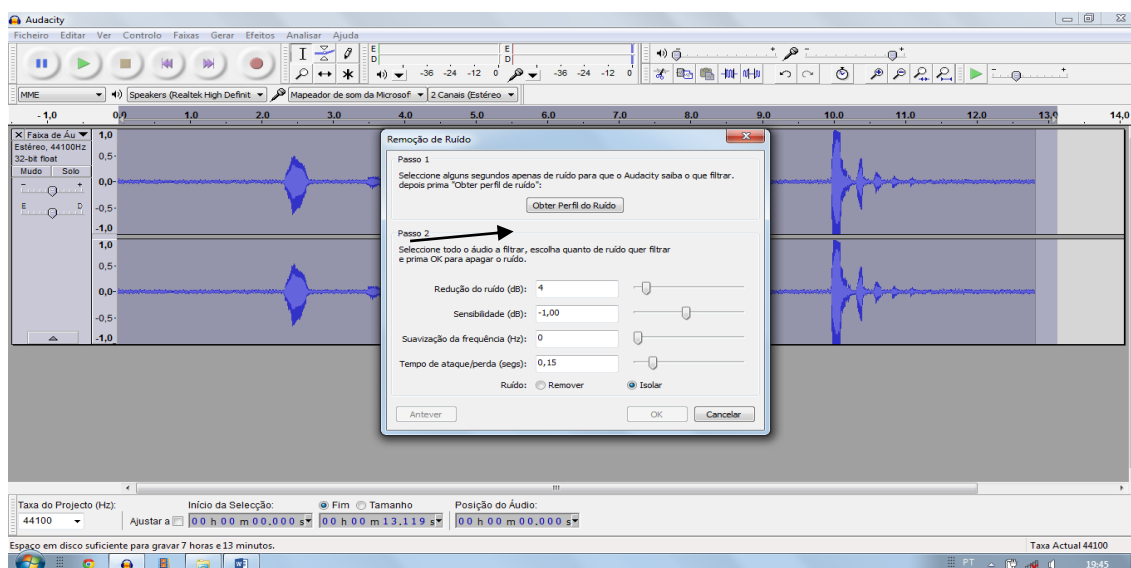 Audacity
Ficheiro Editar Ver Controlo Faixas Gerar Efeitos Analisar Ajuda
E E
D -36 -24 -12 0 D -36 -24 -12 0
MME Speakers (Realtek High Definit Mapeador de som da Microsof 2 Canais (Estéreo
- 1,0 0,0 1,0 2,0 3,0 4,0 5,0 6,0 7,0 8,0 9,0 10,0 11,0 12,0 13,0 14,0
X Faixa de Áu 1,0
Estéreo, 44100Hz
32-bit float 0,5-
Mudo Solo
- + 0,0-
E D -0,5-
-1,0
1,0
0,5-
0,0-
-0,5-
-1,0
Remoção de Ruído
Passo 1
Seleccione alguns segundos apenas de ruído para que o Audacity saiba o que filtrar.
depois prima "Obter perfil de ruído":
Obter Perfil do Ruído
Passo 2
Seleccione todo o áudio a filtrar, escolha quanto de ruído quer filtrar
e prima OK para apagar o ruído.
Redução do ruído (dB): 4
Sensibilidade (dB): -1,00
Suavização da frequência (Hz): 0
Tempo de ataque/perda (segs): 0,15
Ruído: Remover Isolar
Antever OK Cancelar
Taxa do Projecto (Hz): Início da Selecção: Fim Tamanho Posição do Áudio:
44100 Ajustar a 00 h 00 m 00.000 s 00 h 00 m 13.119 s 00 h 00 m 00.000 s
Espaço em disco suficiente para gravar 7 horas e 13 minutos. Taxa Actual 44100
PT 19:45